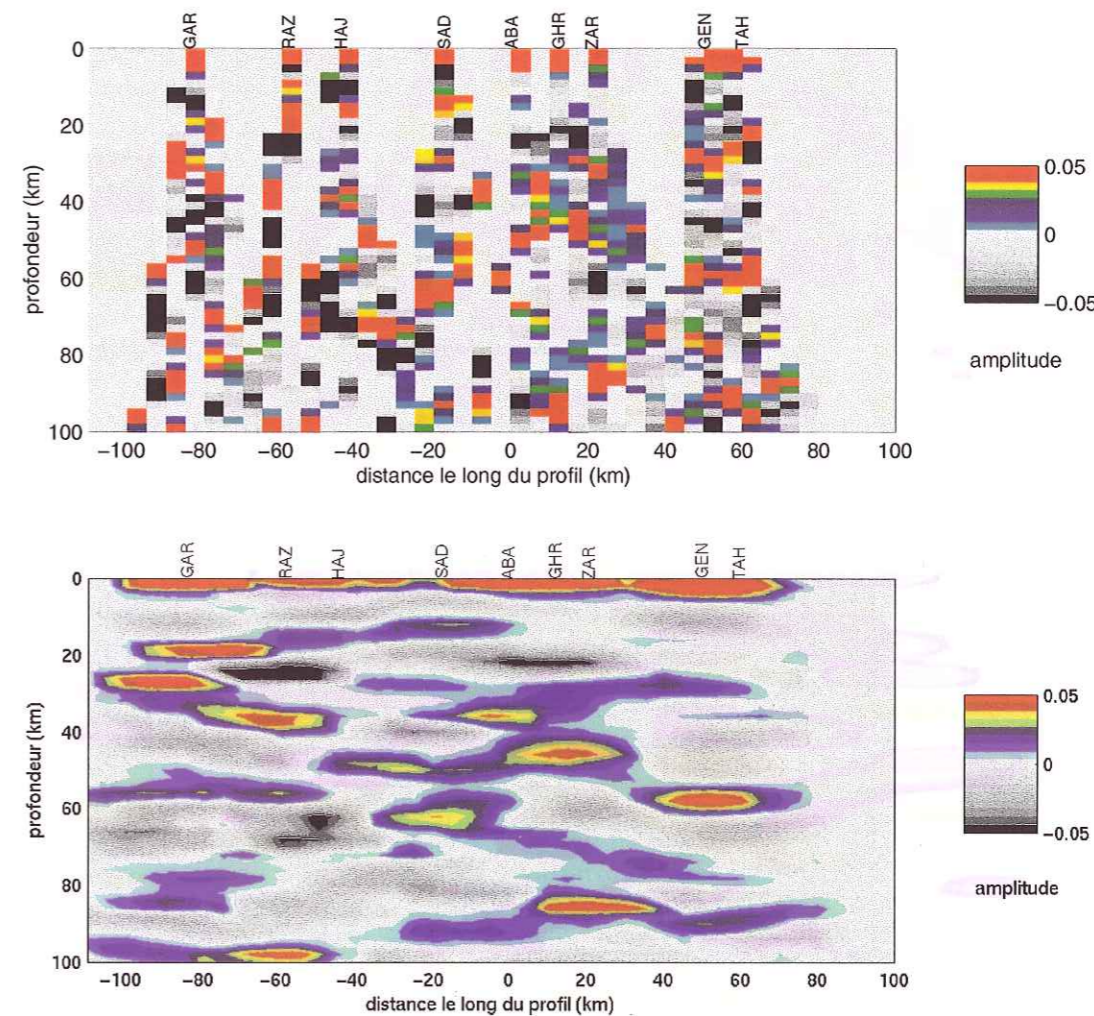 GAR RAZ HAJ SAD ABA GHR ZAR GEN TAH
0
20
40
60
80
100
profondeur (km)
−100 −80 −60 −40 −20 0 20 40 60 80 100
distance le long du profil (km)
0.05
0
−0.05
amplitude
GAR RAZ HAJ SAD ABA GHR ZAR GEN TAH
0
20
40
60
80
100
profondeur (km)
−100 −80 −60 −40 −20 0 20 40 60 80 100
distance le long du profil (km)
0.05
0
−0.05
amplitude